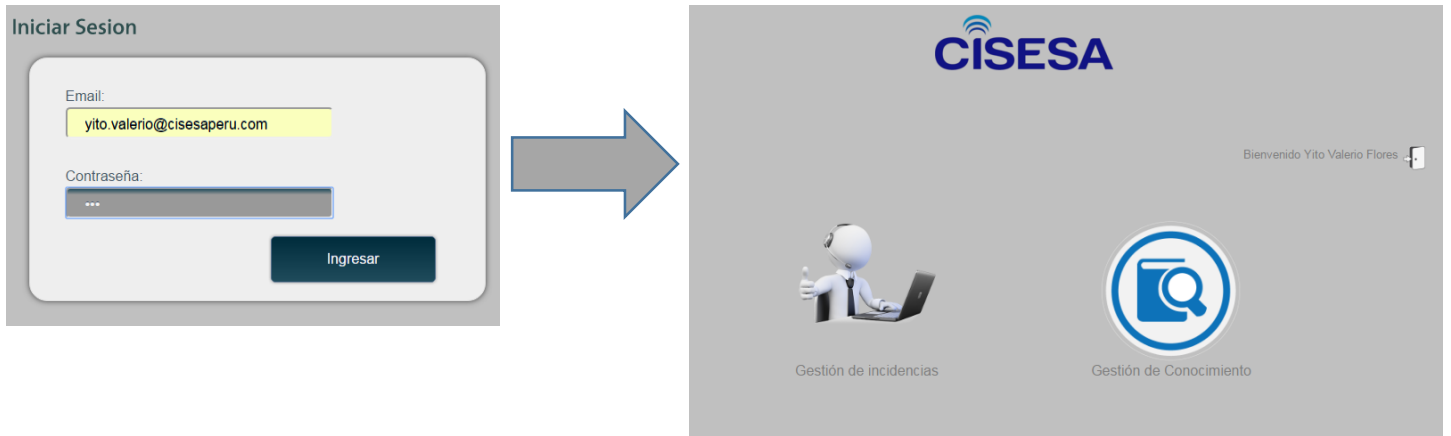 Iniciar Sesion
Email:
yito.valerio@cisesaperu.com
Contraseña:
•••
Ingresar
CISESA
Bienvenido Yito Valerio Flores
Gestión de incidencias
Gestión de Conocimiento